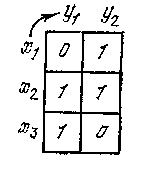 y₁ y₂
x₁ 0 1
x₂ 1 1
x₃ 1 0